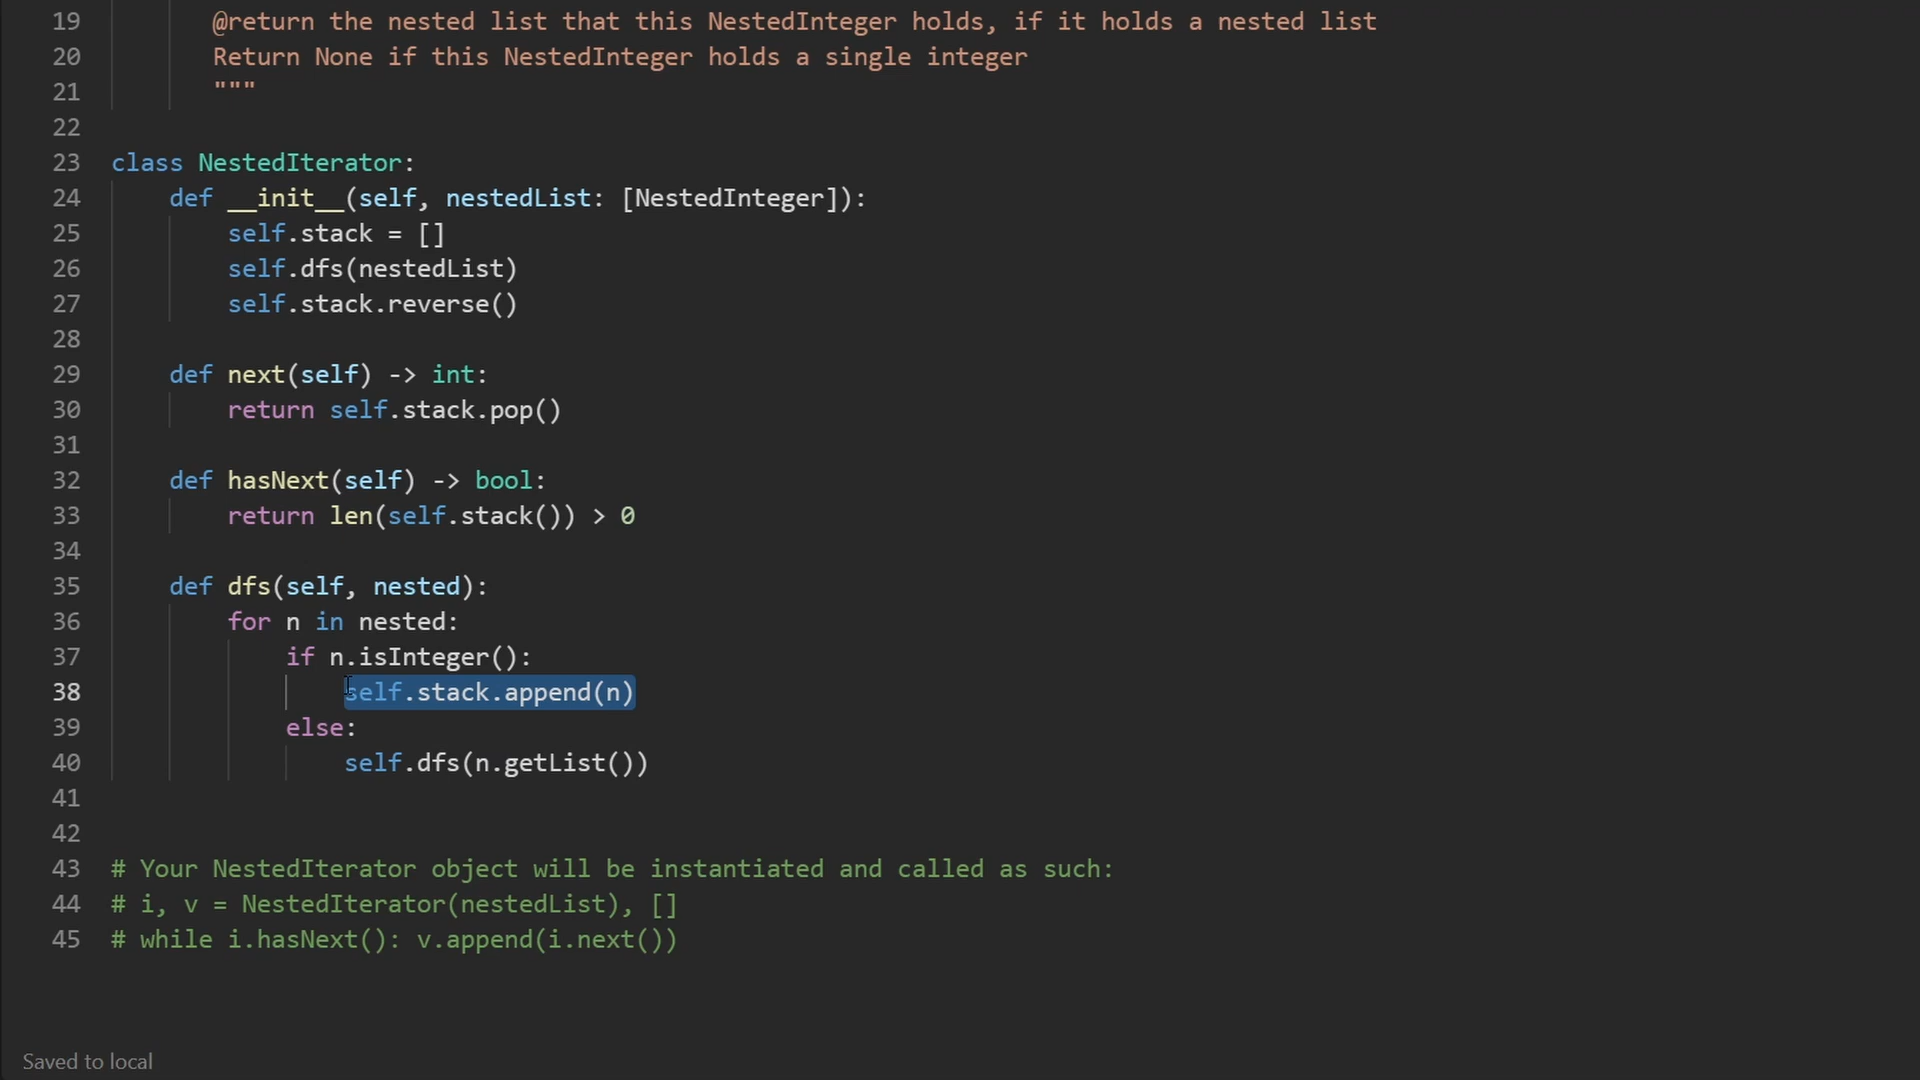 19 @return the nested list that this NestedInteger holds, if it holds a nested list
20 Return None if this NestedInteger holds a single integer
21 """
22
23 class NestedIterator:
24 def __init__(self, nestedList: [NestedInteger]):
25 self.stack = []
26 self.dfs(nestedList)
27 self.stack.reverse()
28
29 def next(self) -> int:
30 return self.stack.pop()
31
32 def hasNext(self) -> bool:
33 return len(self.stack()) > 0
34
35 def dfs(self, nested):
36 for n in nested:
37 if n.isInteger():
38 self.stack.append(n)
39 else:
40 self.dfs(n.getList())
41
42
43 # Your NestedIterator object will be instantiated and called as such:
44 # i, v = NestedIterator(nestedList), []
45 # while i.hasNext(): v.append(i.next())
Saved to local